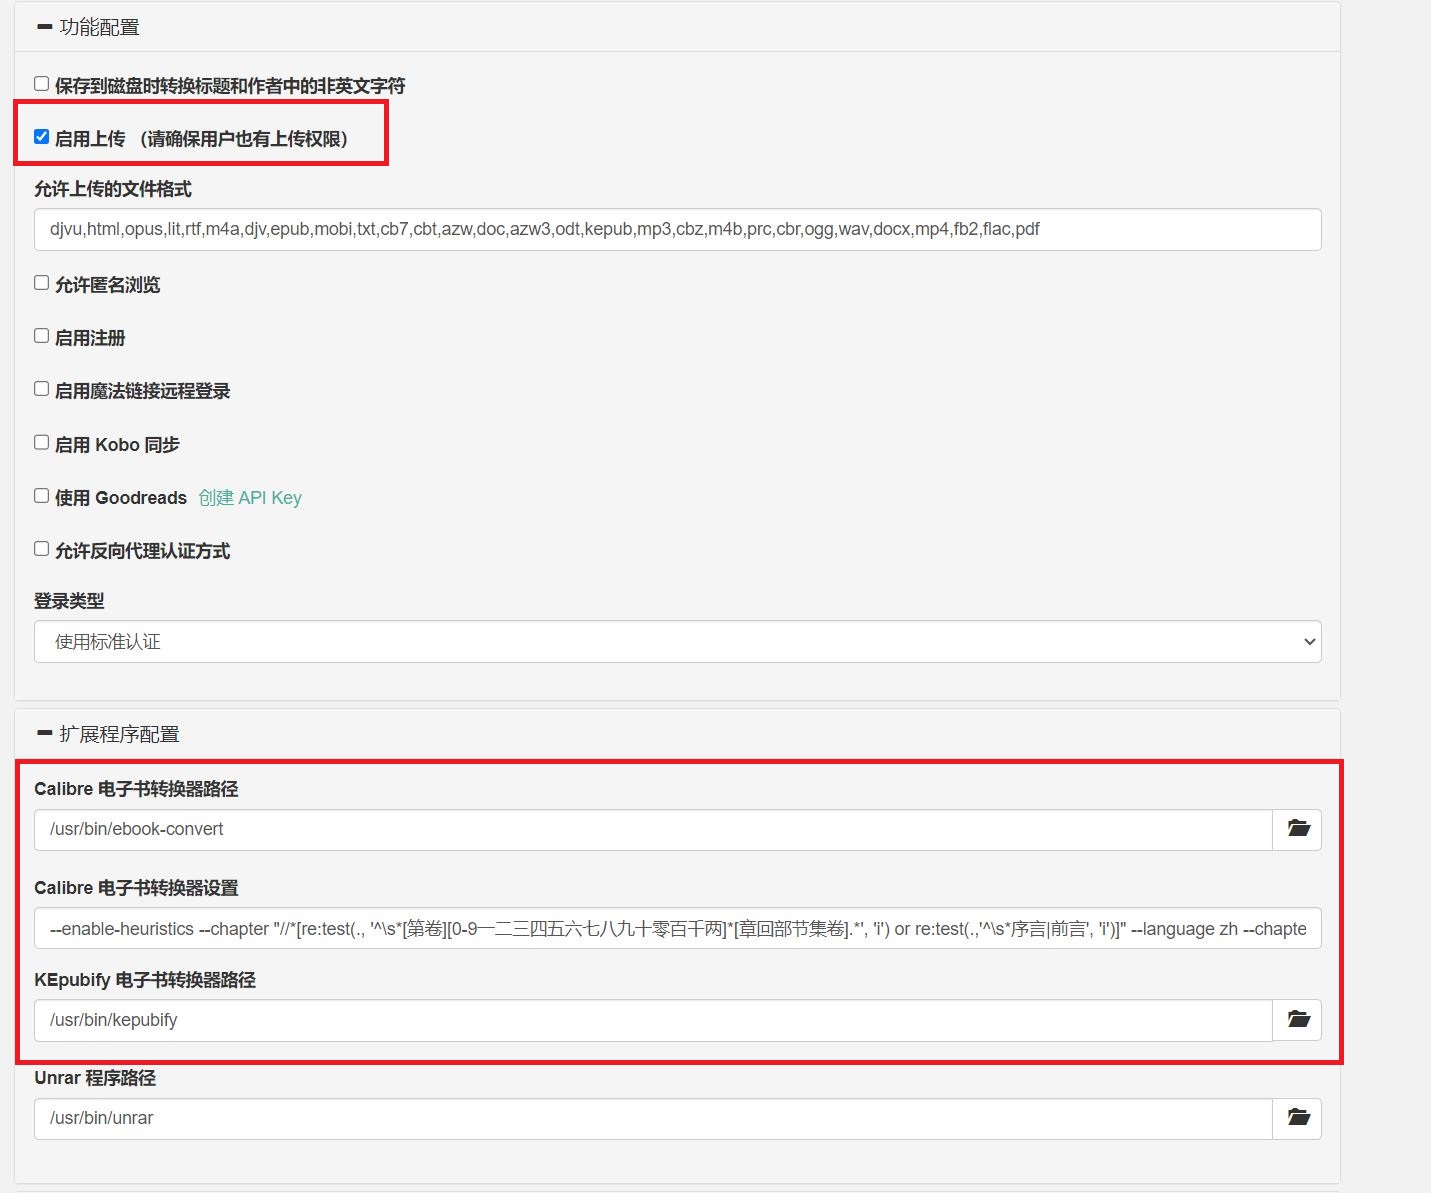 功能配置
保存到磁盘时转换标题和作者中的非英文字符
启用上传 （请确保用户也有上传权限）
允许上传的文件格式
djvu,html,opus,lit,rtf,m4a,djv,epub,mobi,txt,cb7,cbt,azw,doc,azw3,odt,kepub,mp3,cbz,m4b,prc,cbr,ogg,wav,docx,mp4,fb2,flac,pdf
允许匿名浏览
启用注册
启用魔法链接远程登录
启用 Kobo 同步
使用 Goodreads 创建 API Key
允许反向代理认证方式
登录类型
使用标准认证
扩展程序配置
Calibre 电子书转换器路径
/usr/bin/ebook-convert
Calibre 电子书转换器设置
--enable-heuristics --chapter "//*[re:test(., '^\s*[第卷][0-9一二三四五六七八九十零百千两]*[章回部节集卷].*', 'i') or re:test(.,'^\s*序言|前言', 'i')]" --language zh --chapte
KEpubify 电子书转换器路径
/usr/bin/kepubify
Unrar 程序路径
/usr/bin/unrar